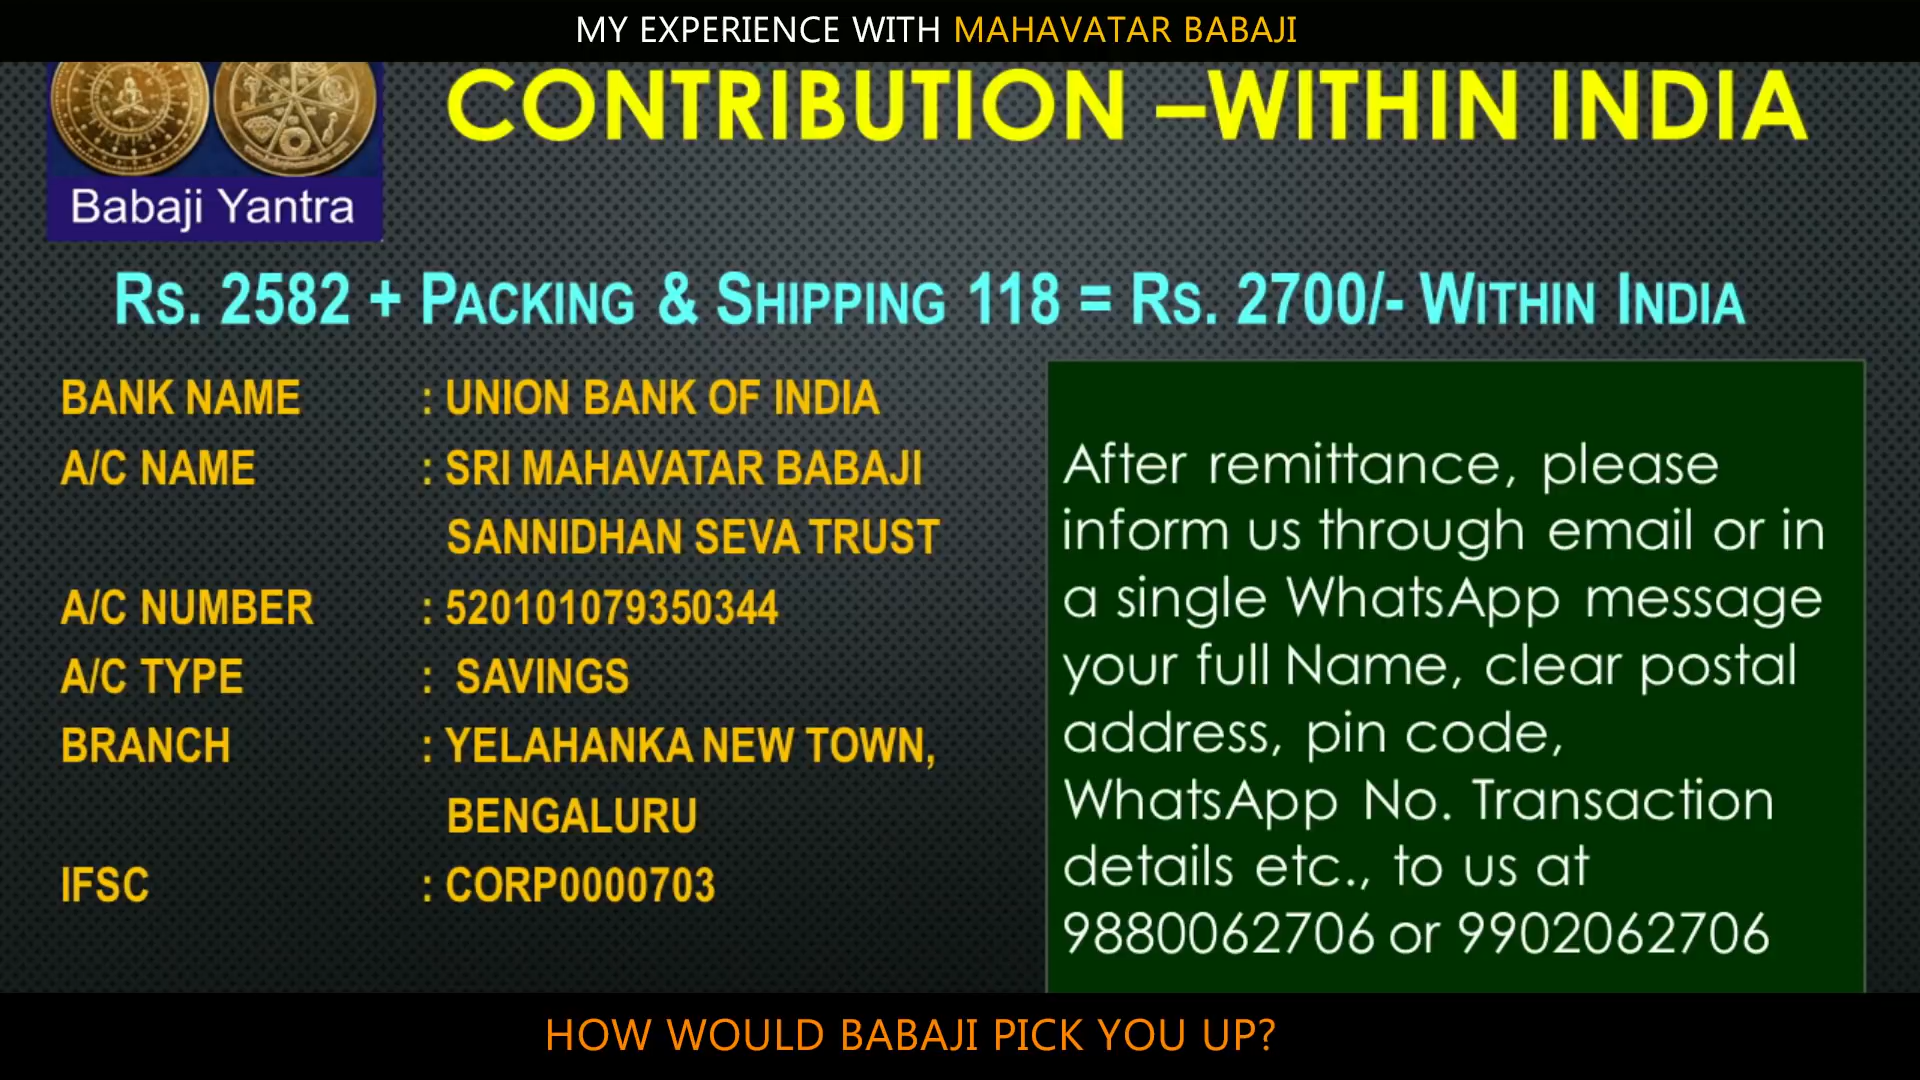 MY EXPERIENCE WITH MAHAVATAR BABAJI
CONTRIBUTION –WITHIN INDIA
Babaji Yantra
RS. 2582 + PACKING & SHIPPING 118 = RS. 2700/- WITHIN INDIA
BANK NAME : UNION BANK OF INDIA
A/C NAME : SRI MAHAVATAR BABAJI
SANNIDHAN SEVA TRUST
A/C NUMBER : 520101079350344
A/C TYPE : SAVINGS
BRANCH : YELAHANKA NEW TOWN,
BENGALURU
IFSC : CORP0000703
After remittance, please
inform us through email or in
a single WhatsApp message
your full Name, clear postal
address, pin code,
WhatsApp No. Transaction
details etc., to us at
9880062706 or 9902062706
HOW WOULD BABAJI PICK YOU UP?